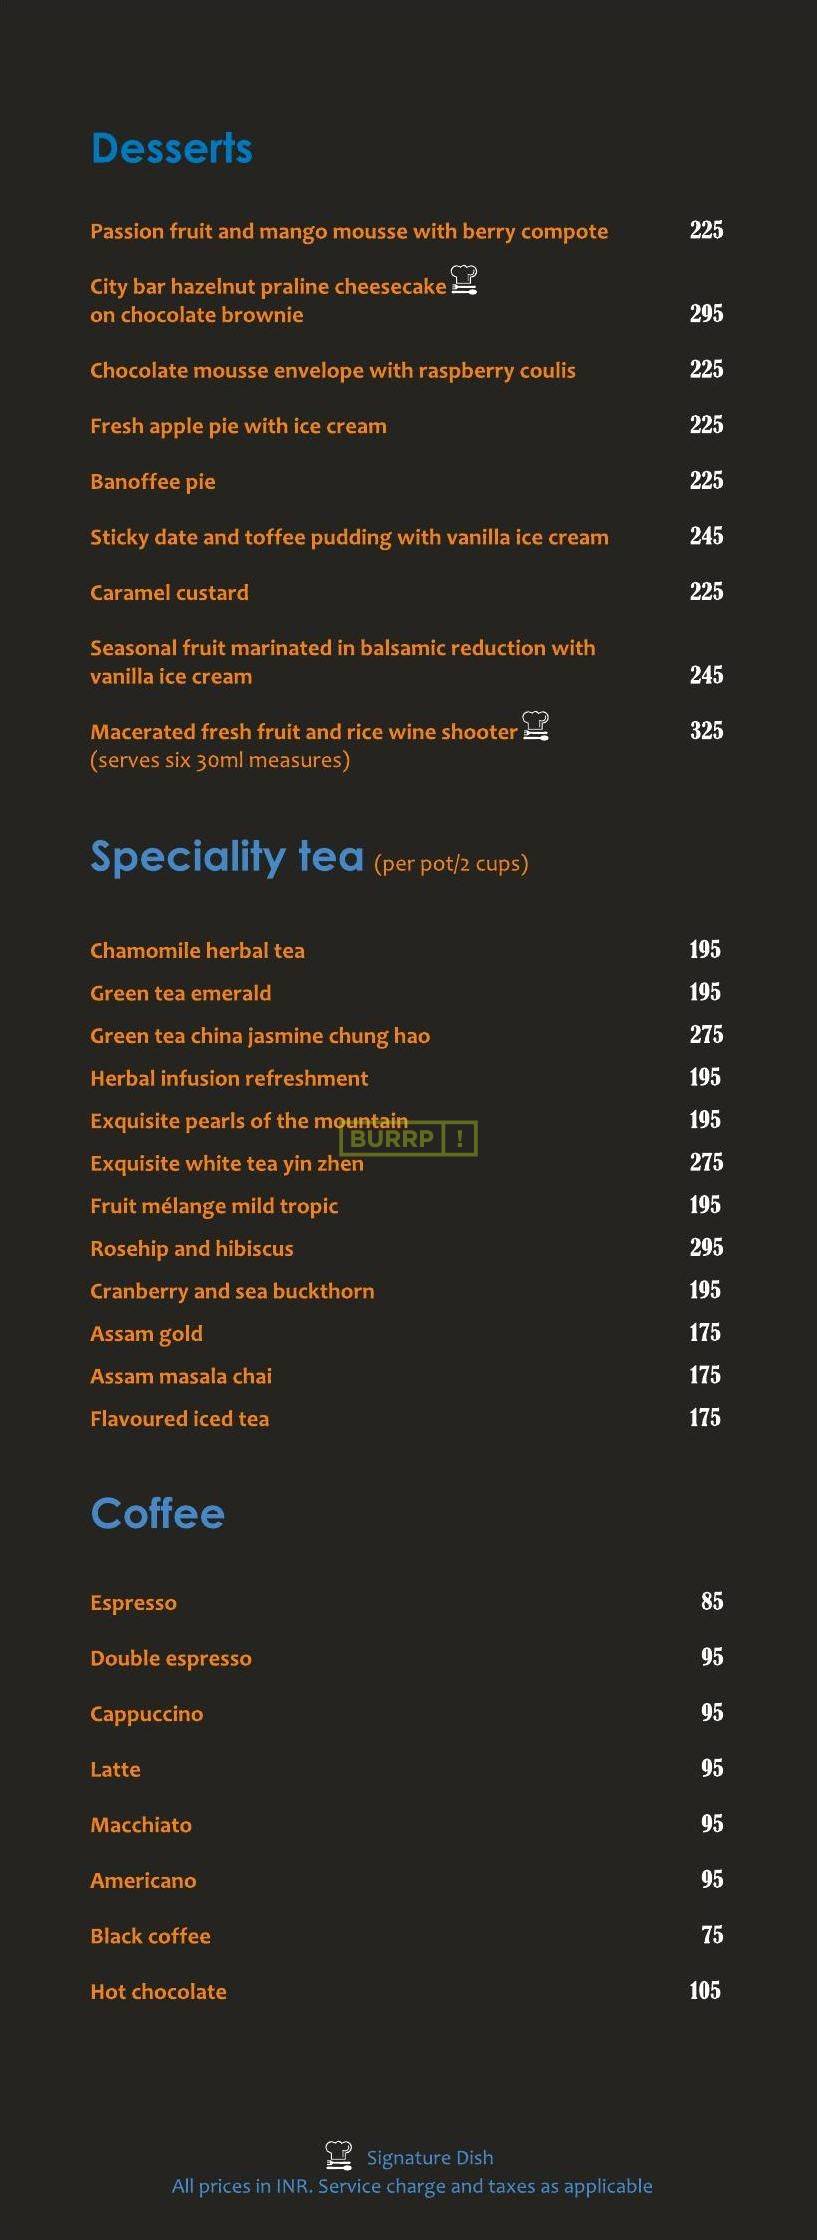 Desserts
Passion fruit and mango mousse with berry compote 225
City bar hazelnut praline cheesecake
on chocolate brownie 295
Chocolate mousse envelope with raspberry coulis 225
Fresh apple pie with ice cream 225
Banoffee pie 225
Sticky date and toffee pudding with vanilla ice cream 245
Caramel custard 225
Seasonal fruit marinated in balsamic reduction with
vanilla ice cream 245
Macerated fresh fruit and rice wine shooter 325
(serves six 30ml measures)
Speciality tea (per pot/2 cups)
Chamomile herbal tea 195
Green tea emerald 195
Green tea china jasmine chung hao 275
Herbal infusion refreshment 195
Exquisite pearls of the mountain 195
BURRP !
Exquisite white tea yin zhen 275
Fruit mélange mild tropic 195
Rosehip and hibiscus 295
Cranberry and sea buckthorn 195
Assam gold 175
Assam masala chai 175
Flavoured iced tea 175
Coffee
Espresso 85
Double espresso 95
Cappuccino 95
Latte 95
Macchiato 95
Americano 95
Black coffee 75
Hot chocolate 105
Signature Dish
All prices in INR. Service charge and taxes as applicable